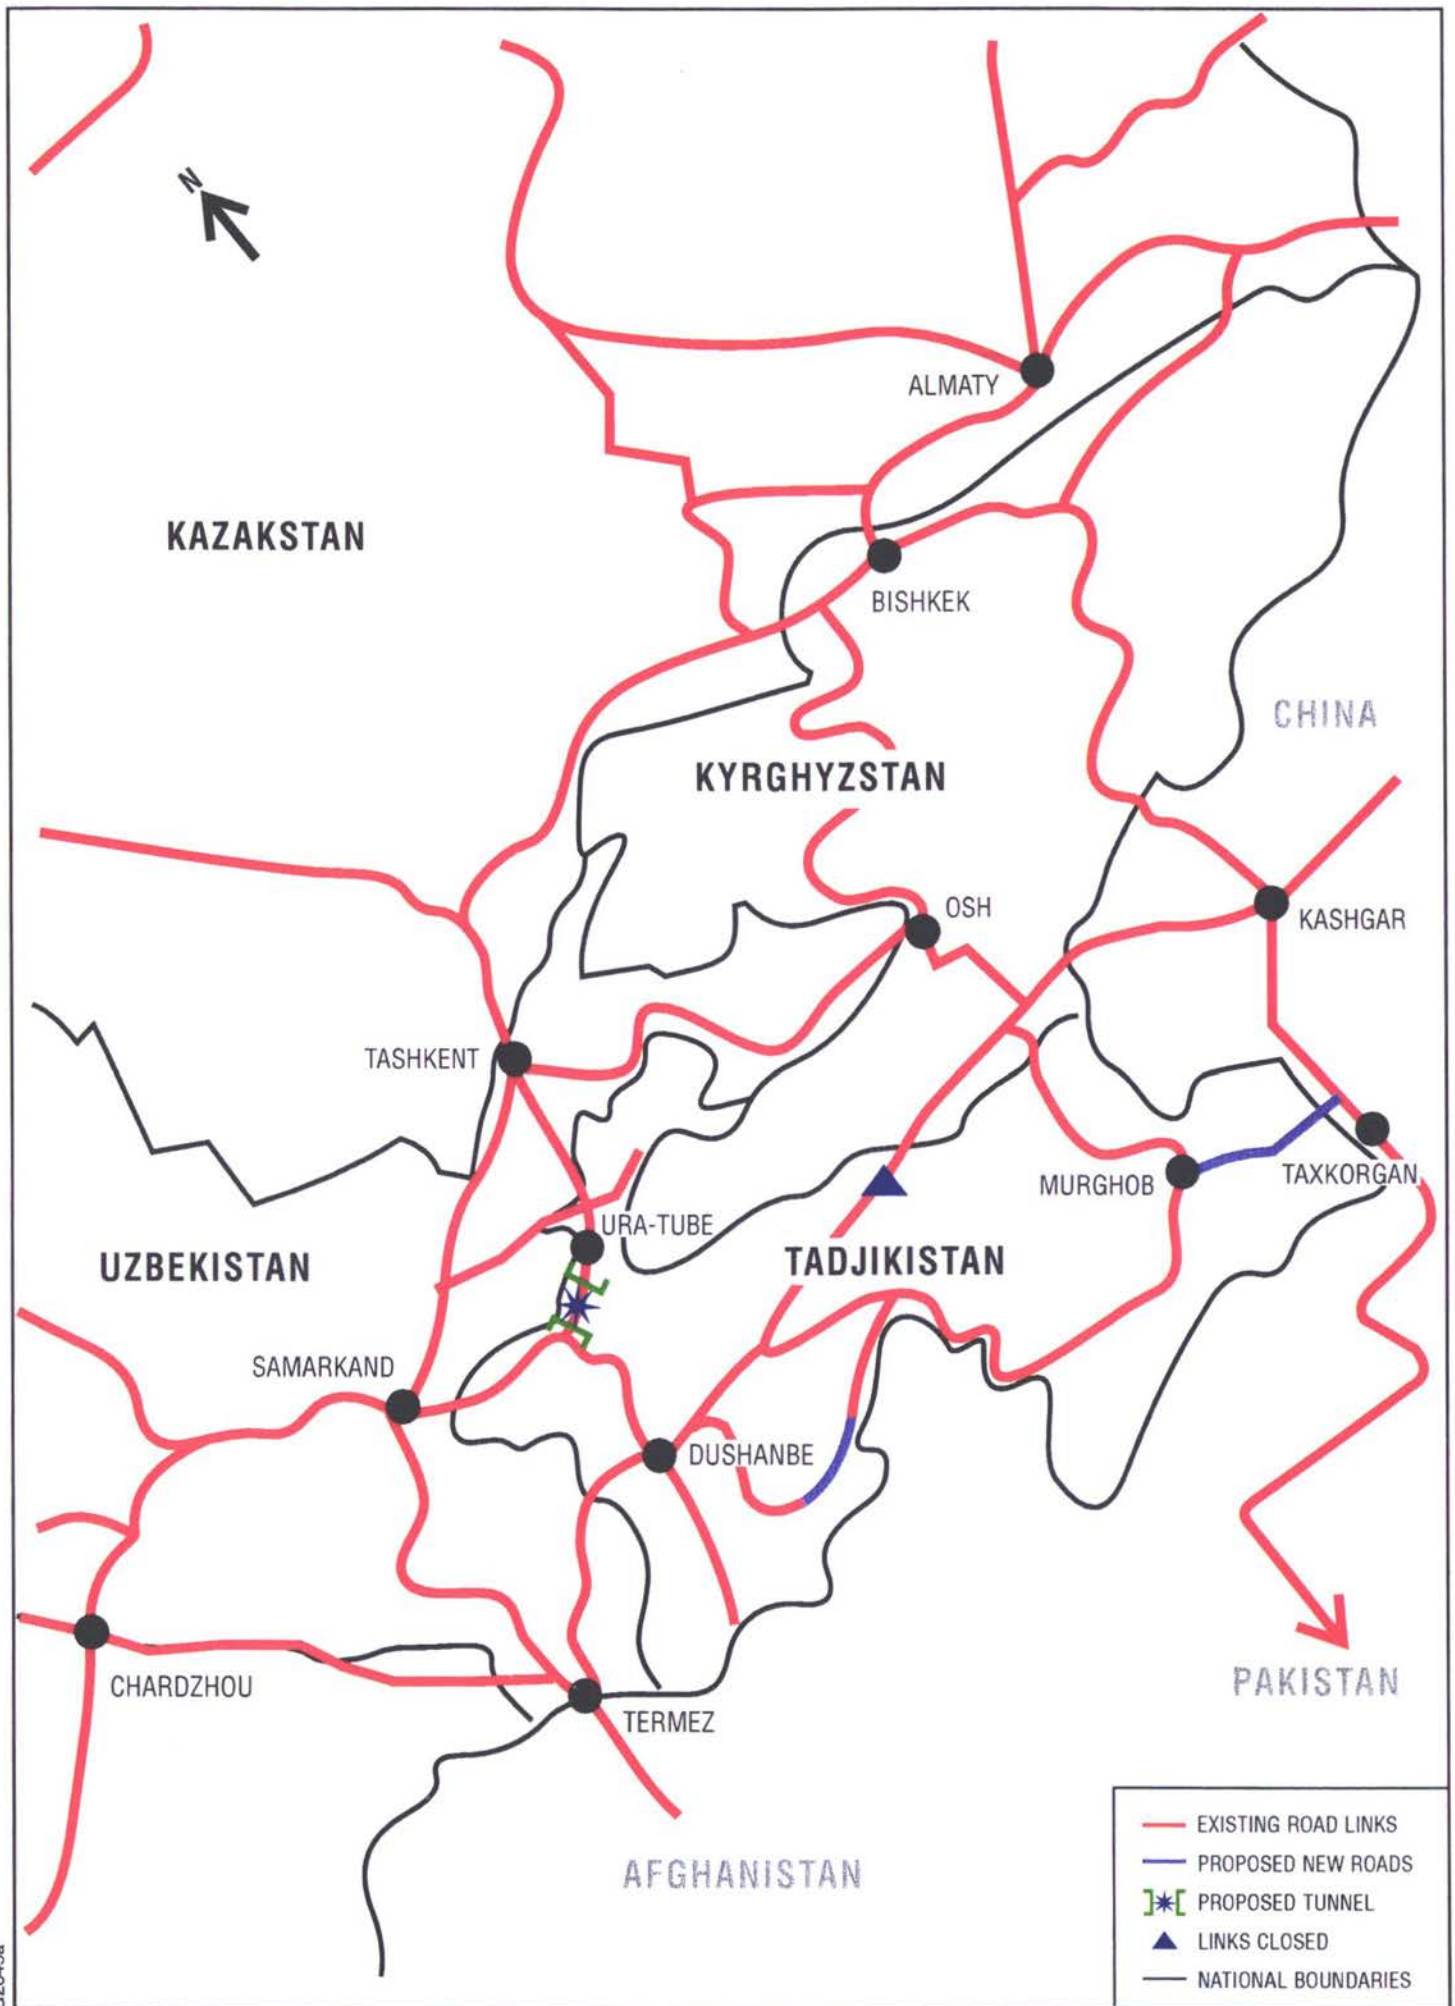 N
ALMATY
KAZAKSTAN
BISHKEK
CHINA
KYRGHYZSTAN
OSH
KASHGAR
TASHKENT
MURGHOB
TAXKORGAN
URA-TUBE
UZBEKISTAN
TADJIKISTAN
SAMARKAND
DUSHANBE
CHARDZHOU
PAKISTAN
TERMEZ
AFGHANISTAN
EXISTING ROAD LINKS
PROPOSED NEW ROADS
PROPOSED TUNNEL
LINKS CLOSED
NATIONAL BOUNDARIES